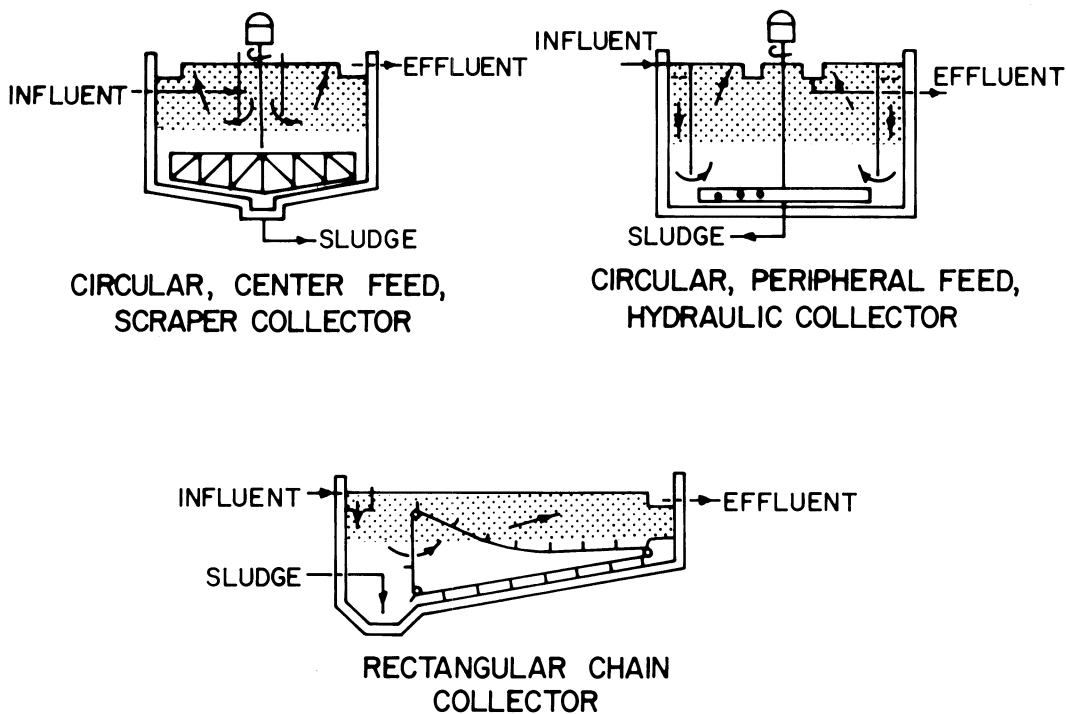 INFLUENT
EFFLUENT
SLUDGE
CIRCULAR, CENTER FEED,
SCRAPER COLLECTOR
INFLUENT
EFFLUENT
SLUDGE
CIRCULAR, PERIPHERAL FEED,
HYDRAULIC COLLECTOR
INFLUENT
EFFLUENT
SLUDGE
RECTANGULAR CHAIN
COLLECTOR